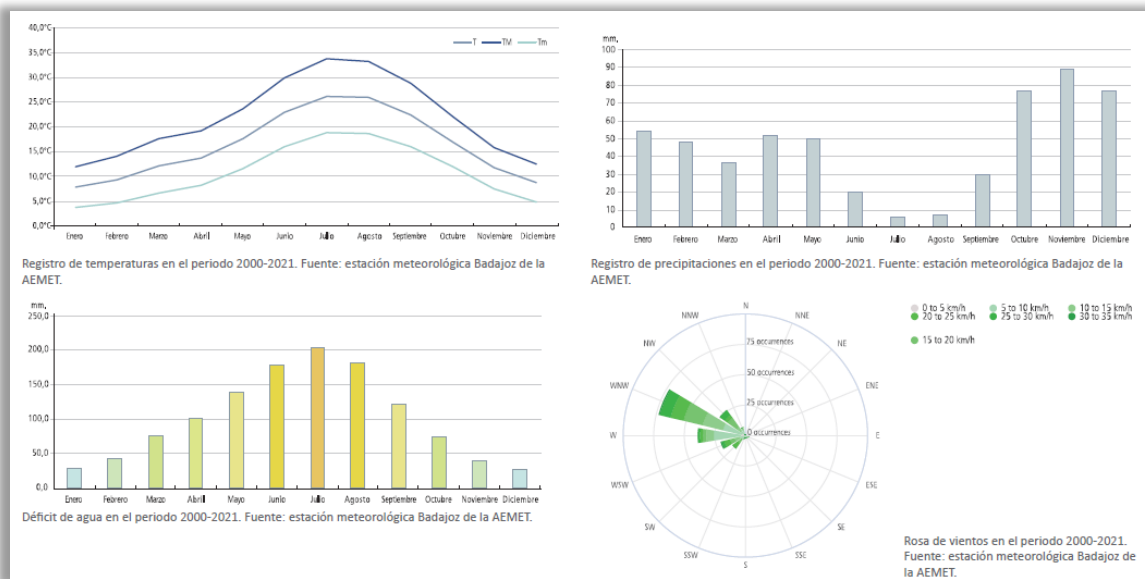 40,0°C
35,0°C
30,0°C
25,0°C
20,0°C
15,0°C
10,0°C
5,0°C
0,0°C
T TM Tm
Enero Febrero Marzo Abril Mayo Junio Julio Agosto Septiembre Octubre Noviembre Diciembre
Registro de temperaturas en el periodo 2000-2021. Fuente: estación meteorológica Badajoz de la
AEMET.
mm,
100
90
80
70
60
50
40
30
20
10
0
Enero Febrero Marzo Abril Mayo Junio Julio Agosto Septiembre Octubre Noviembre Diciembre
Registro de precipitaciones en el periodo 2000-2021. Fuente: estación meteorológica Badajoz de la
AEMET.
mm,
250,0
200,0
150,0
100,0
50,0
0,0
Enero Febrero Marzo Abril Mayo Junio Julio Agosto Septiembre Octubre Noviembre Diciembre
Déficit de agua en el periodo 2000-2021. Fuente: estación meteorológica Badajoz de la AEMET.
N
NNW NNE
NW NE
WNW ENE
W E
WSW ESE
SW SE
SSW SSE
S
75 occurrences
50 occurrences
25 occurrences
0 occurrences
0 to 5 km/h 5 to 10 km/h 10 to 15 km/h
20 to 25 km/h 25 to 30 km/h 30 to 35 km/h
15 to 20 km/h
Rosa de vientos en el periodo 2000-2021.
Fuente: estación meteorológica Badajoz de
la AEMET.